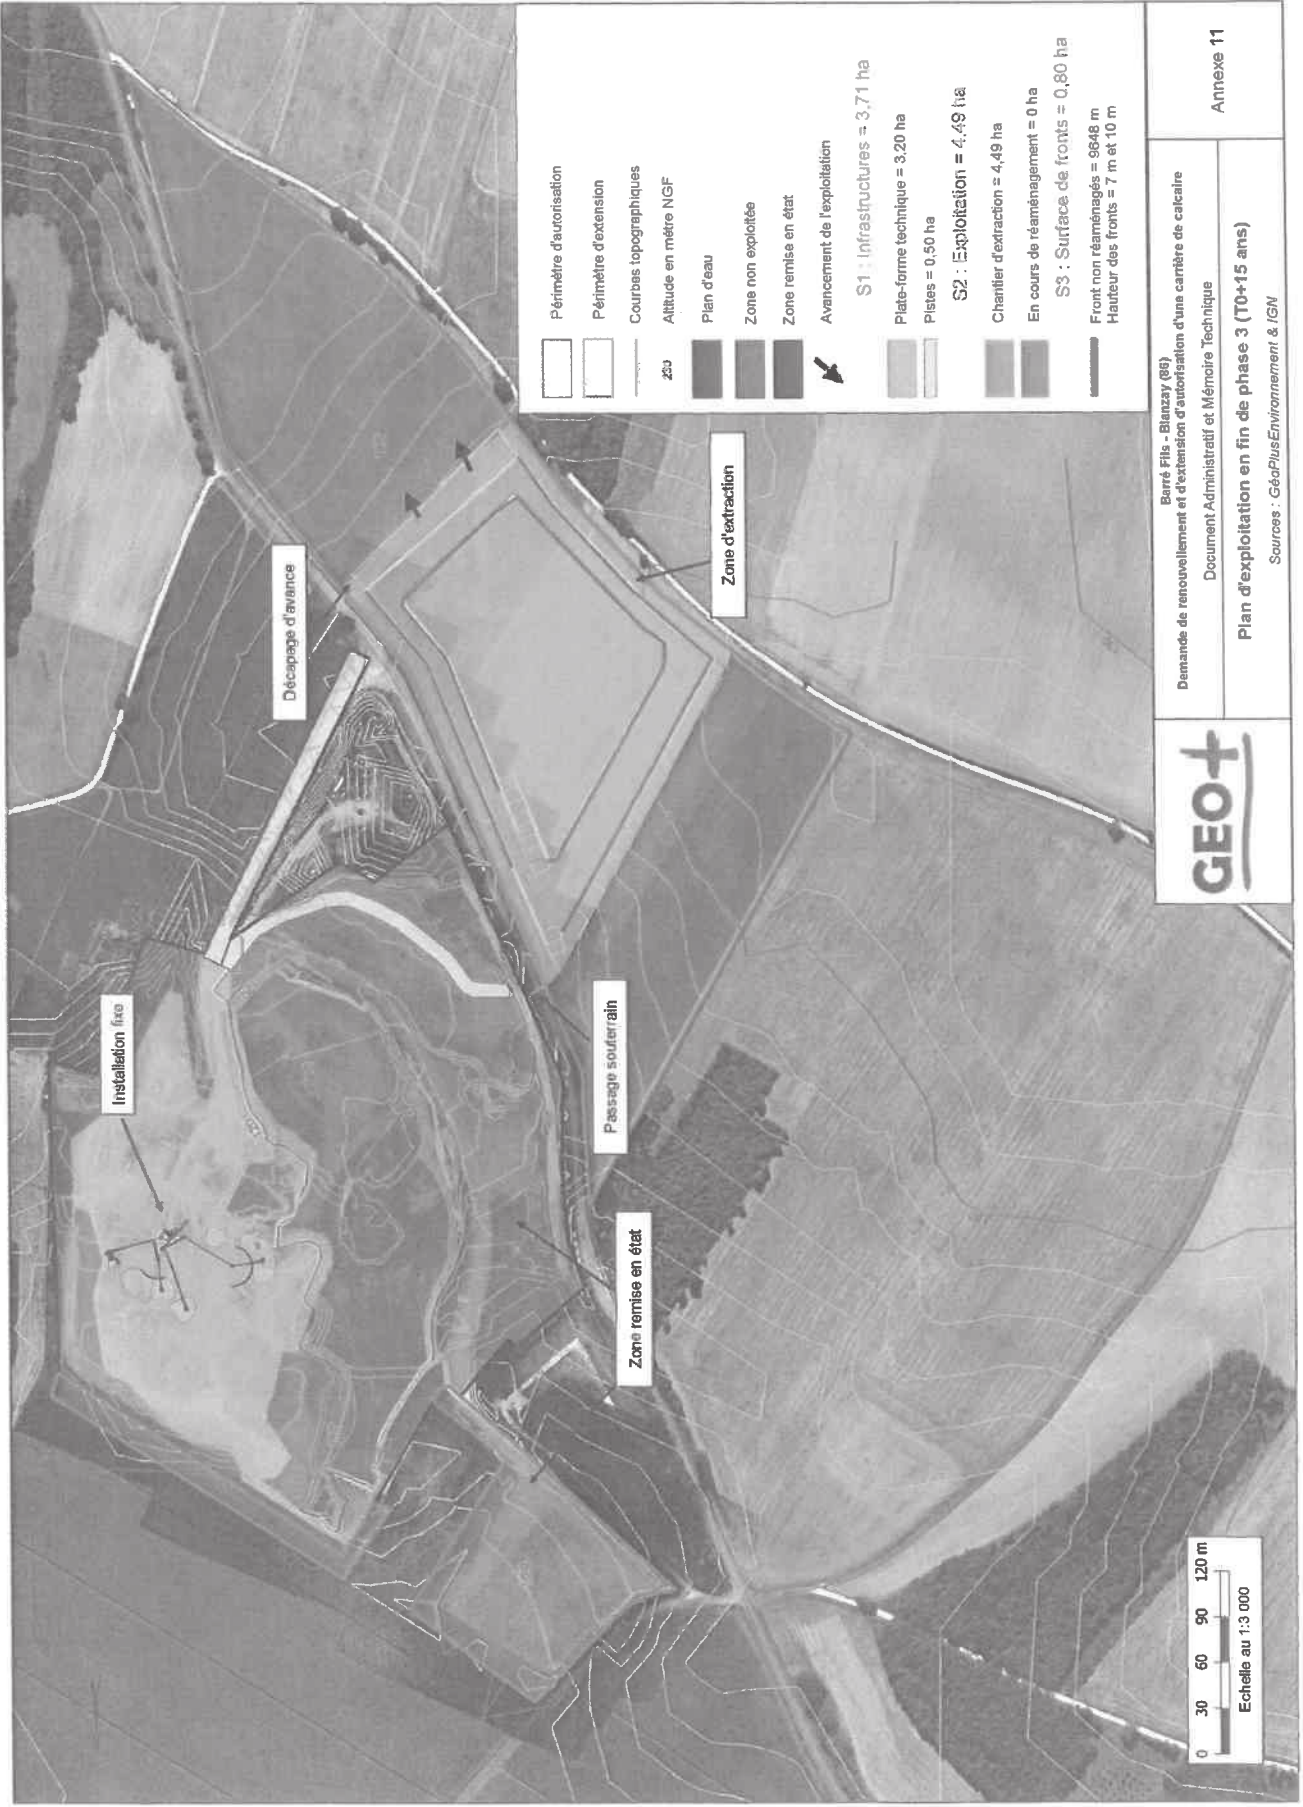 Installation fixe
Décapage d'avance
Zone d'extraction
Passage souterrain
Zone remise en état
Périmètre d'autorisation
Périmètre d'extension
Courbes topographiques
230 Altitude en mètre NGF
Plan d'eau
Zone non exploitée
Zone remise en état
Avancement de l'exploitation
S1 : Infrastructures = 3,71 ha
Plate-forme technique = 3,20 ha
Pistes = 0,50 ha
S2 : Exploitation = 4,49 ha
Chantier d'extraction = 4,49 ha
En cours de réaménagement = 0 ha
S3 : Surface de fronts = 0,80 ha
Front non réaménagés = 9648 m
Hauteur des fronts = 7 m et 10 m
0 30 60 90 120 m
Echelle au 1:3 000
GEO+
Barré Fils - Blanzay (86)
Demande de renouvellement et d'extension d'autorisation d'une carrière de calcaire
Document Administratif et Mémoire Technique
Plan d'exploitation en fin de phase 3 (T0+15 ans)
Sources : GéoPlusEnvironnement & IGN
Annexe 11